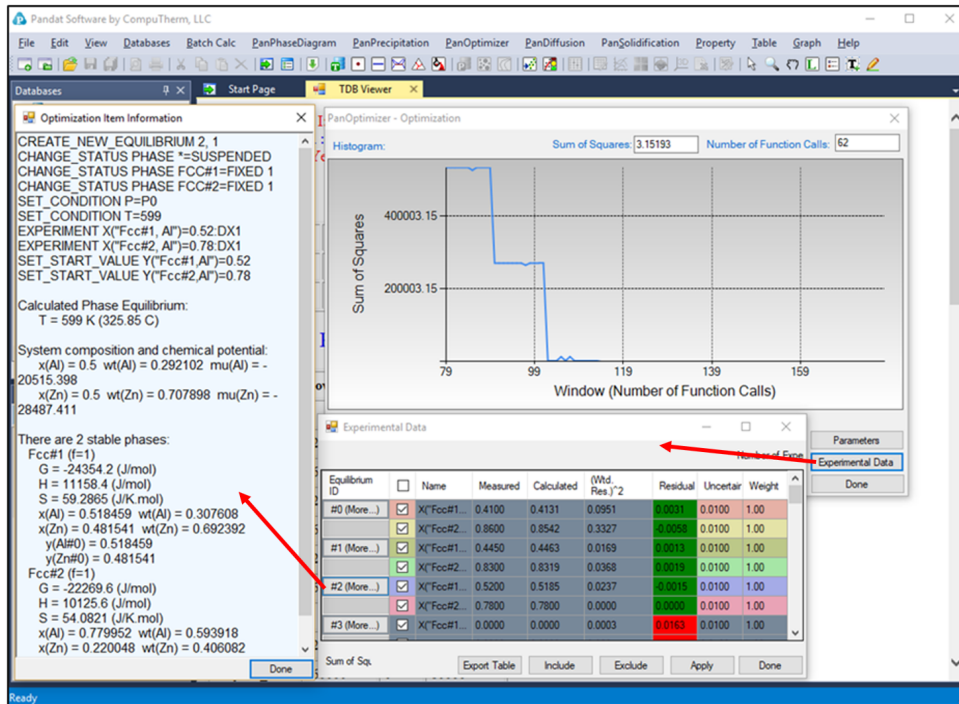 Pandat Software by CompuTherm, LLC
File Edit View Databases Batch Calc PanPhaseDiagram PanPrecipitation PanOptimizer PanDiffusion PanSolidification Property Table Graph Help
Databases
Start Page
TDB Viewer
Optimization Item Information
CREATE_NEW_EQUILIBRIUM 2, 1
CHANGE_STATUS PHASE *=SUSPENDED
CHANGE_STATUS PHASE FCC#1=FIXED 1
CHANGE_STATUS PHASE FCC#2=FIXED 1
SET_CONDITION P=P0
SET_CONDITION T=599
EXPERIMENT X("Fcc#1, Al")=0.52:DX1
EXPERIMENT X("Fcc#2, Al")=0.78:DX1
SET_START_VALUE Y("Fcc#1,Al")=0.52
SET_START_VALUE Y("Fcc#2,Al")=0.78
Calculated Phase Equilibrium:
T = 599 K (325.85 C)
System composition and chemical potential:
x(Al) = 0.5 wt(Al) = 0.292102 mu(Al) = -
20515.398
x(Zn) = 0.5 wt(Zn) = 0.707898 mu(Zn) = -
28487.411
There are 2 stable phases:
Fcc#1 (f=1)
G = -24354.2 (J/mol)
H = 11158.4 (J/mol)
S = 59.2865 (J/K.mol)
x(Al) = 0.518459 wt(Al) = 0.307608
x(Zn) = 0.481541 wt(Zn) = 0.692392
y(Al#0) = 0.518459
y(Zn#0) = 0.481541
Fcc#2 (f=1)
G = -22269.6 (J/mol)
H = 10125.6 (J/mol)
S = 54.0821 (J/K.mol)
x(Al) = 0.779952 wt(Al) = 0.593918
x(Zn) = 0.220048 wt(Zn) = 0.406082
Done
PanOptimizer - Optimization
Histogram:
Sum of Squares: 3.15193
Number of Function Calls: 62
Sum of Squares
400003.15
200003.15
79 99 119 139 159
Window (Number of Function Calls)
Parameters
Experimental Data
Done
Experimental Data
Number of Expe
Equilibrium ID Name Measured Calculated (Wtd. Res.)^2 Residual Uncertair Weight
#0 (More...) X("Fcc#1... 0.4100 0.4131 0.0951 0.0031 0.0100 1.00
X("Fcc#2... 0.8600 0.8542 0.3327 -0.0058 0.0100 1.00
#1 (More...) X("Fcc#1... 0.4450 0.4463 0.0169 0.0013 0.0100 1.00
X("Fcc#2... 0.8300 0.8319 0.0368 0.0019 0.0100 1.00
#2 (More...) X("Fcc#1... 0.5200 0.5185 0.0237 -0.0015 0.0100 1.00
X("Fcc#2... 0.7800 0.7800 0.0000 0.0000 0.0100 1.00
#3 (More...) X("Fcc#1... 0.0000 0.0000 0.0003 0.0163 0.0100 1.00
Sum of Sq
Export Table
Include
Exclude
Apply
Done
Ready